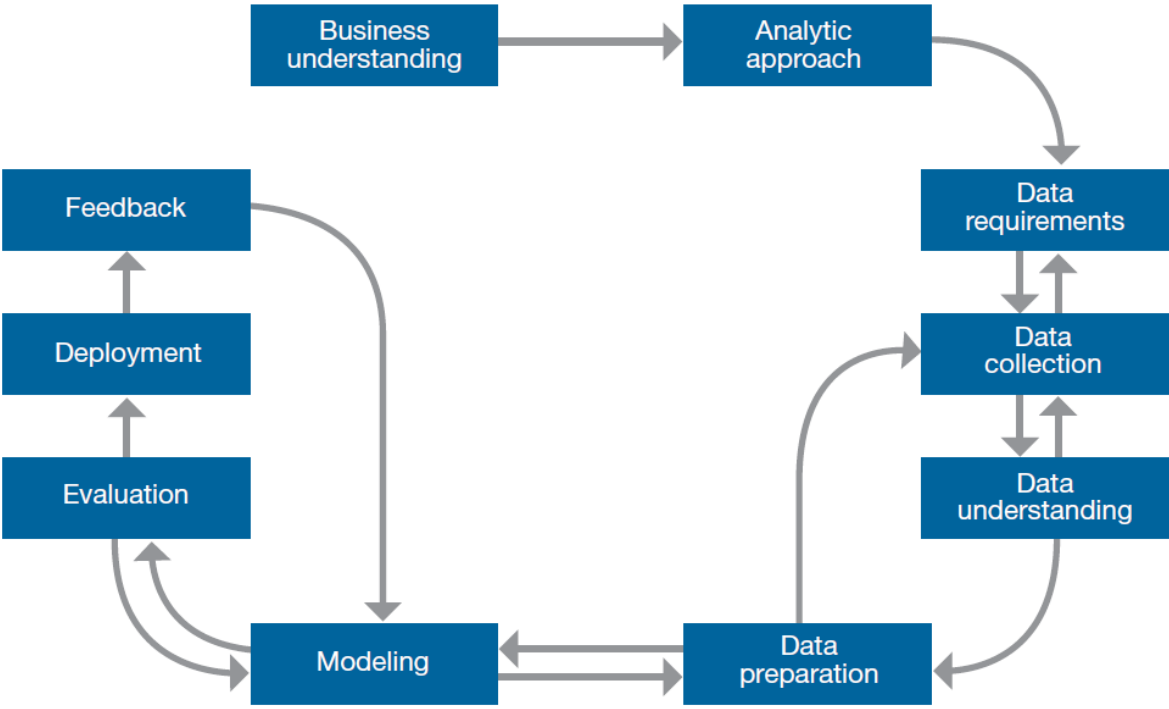 Business
understanding
Analytic
approach
Feedback
Data
requirements
Deployment
Data
collection
Evaluation
Data
understanding
Modeling
Data
preparation